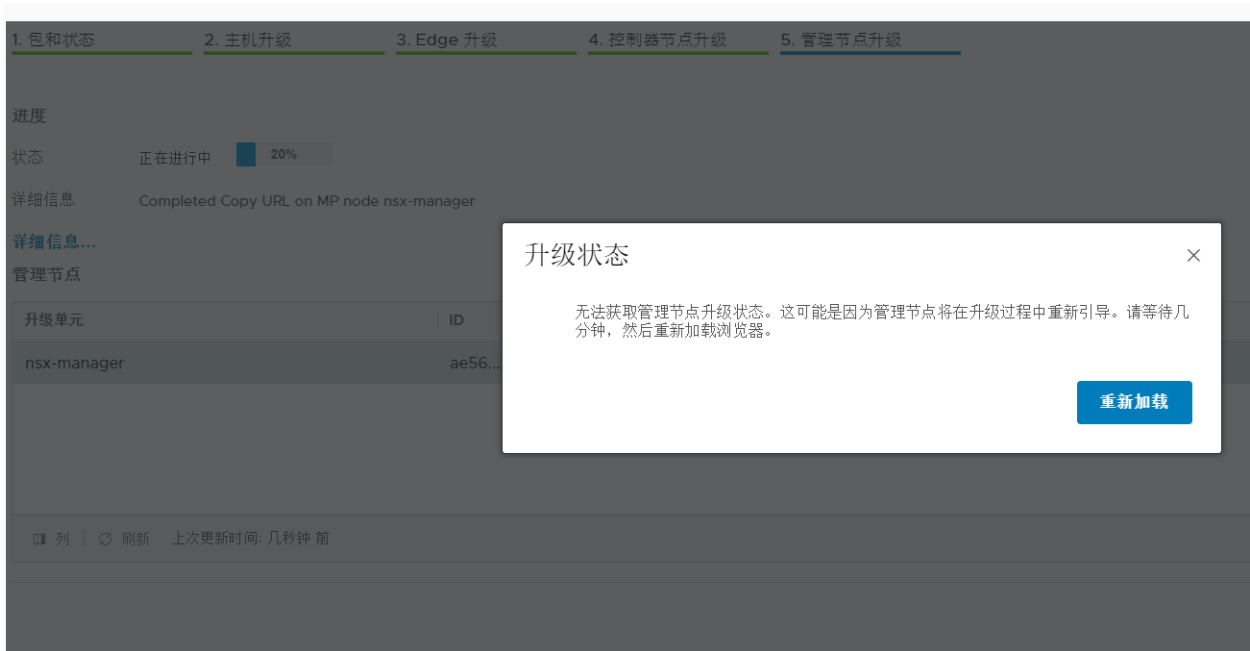 1. 包和状态 2. 主机升级 3. Edge 升级 4. 控制器节点升级 5. 管理节点升级
进度
状态 正在进行中 20%
详细信息 Completed Copy URL on MP node nsx-manager
详细信息...
管理节点
升级单元 ID
nsx-manager ae56...
列 刷新 上次更新时间: 几秒钟 前
升级状态
无法获取管理节点升级状态。这可能是因为管理节点将在升级过程中重新引导。请等待几
分钟，然后重新加载浏览器。
重新加载